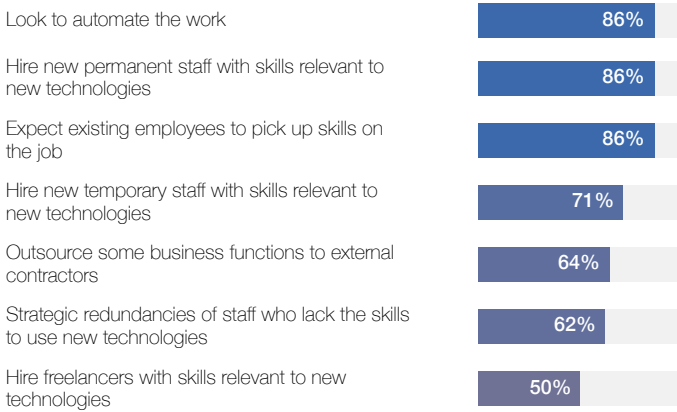 Look to automate the work
86%
Hire new permanent staff with skills relevant to
new technologies
86%
Expect existing employees to pick up skills on
the job
86%
Hire new temporary staff with skills relevant to
new technologies
71%
Outsource some business functions to external
contractors
64%
Strategic redundancies of staff who lack the skills
to use new technologies
62%
Hire freelancers with skills relevant to new
technologies
50%